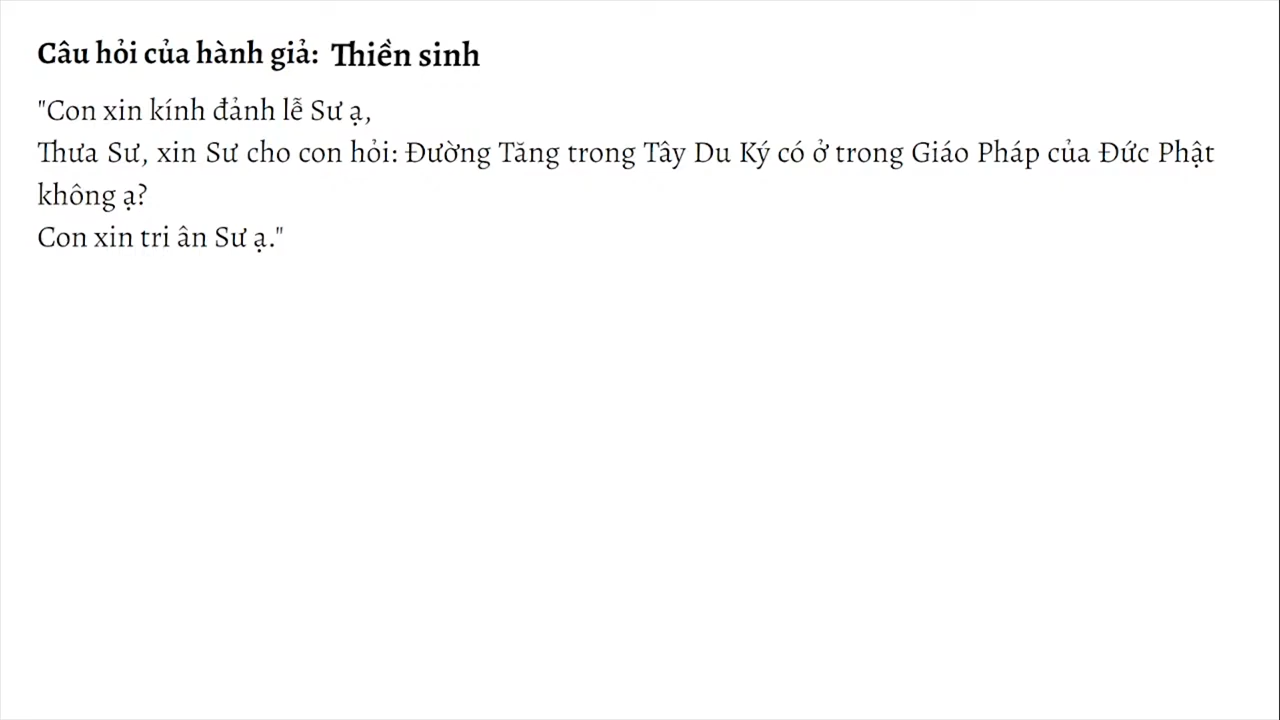 Câu hỏi của hành giả: Thiền sinh
"Con xin kính đảnh lễ Sư ạ,
Thưa Sư, xin Sư cho con hỏi: Đường Tăng trong Tây Du Ký có ở trong Giáo Pháp của Đức Phật
không ạ?
Con xin tri ân Sư ạ."